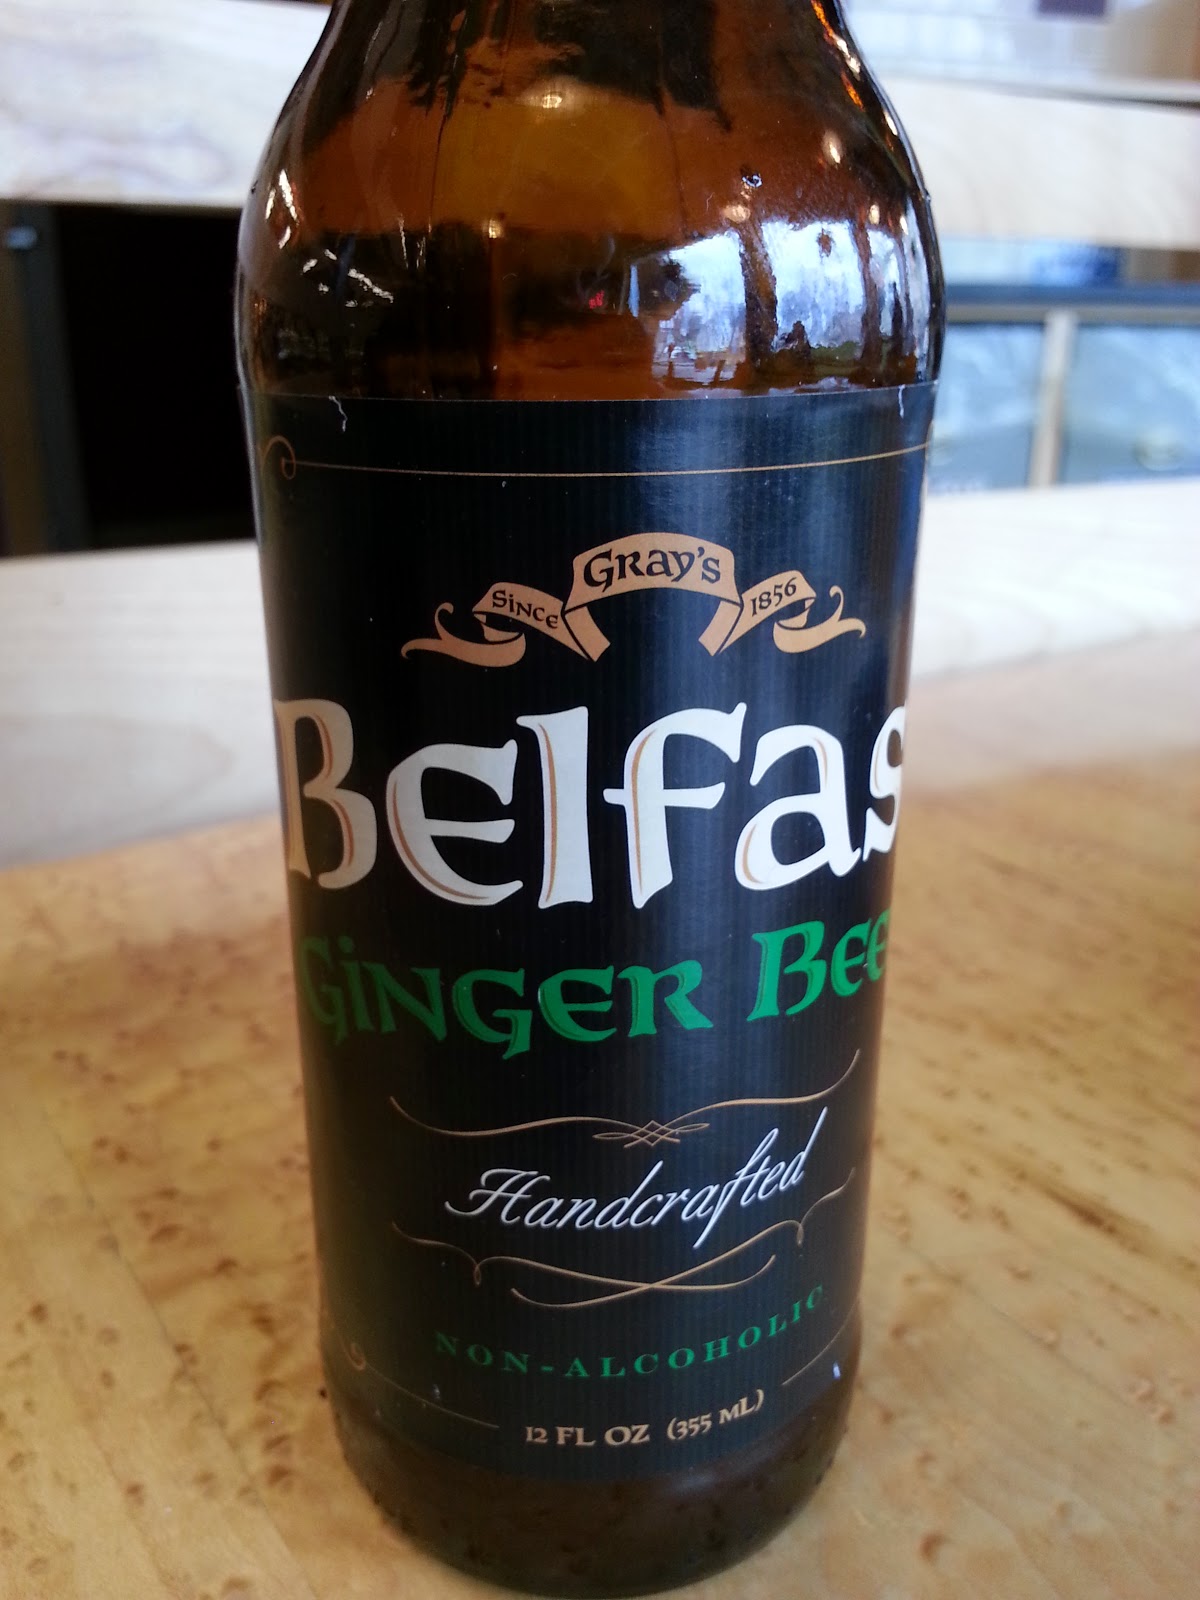 Gray's
Since 1856
Belfas
Ginger Bee
Handcrafted
NON-ALCOHOLIC
12 FL OZ (355 ML)